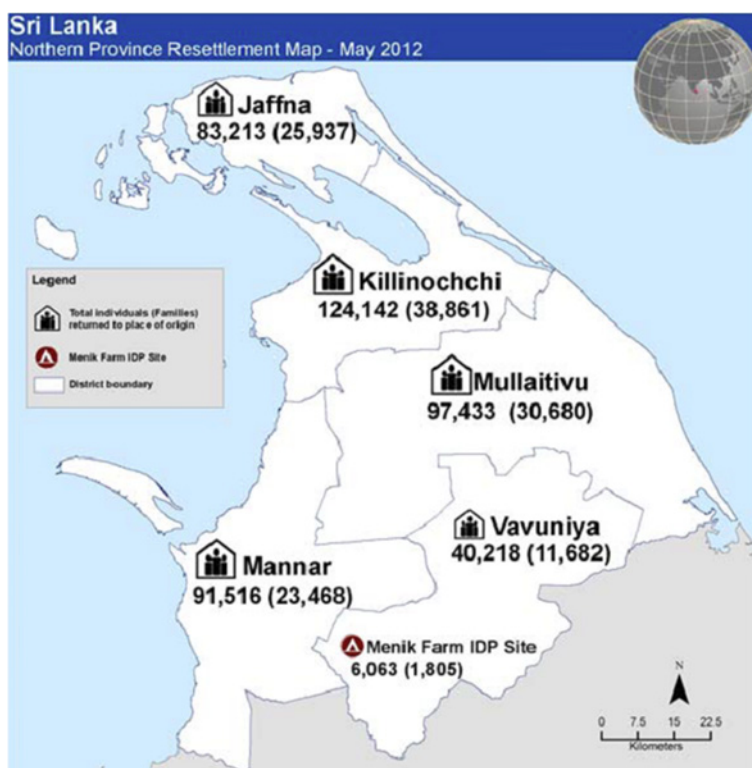 Sri Lanka
Northern Province Resettlement Map - May 2012
Jaffna
83,213 (25,937)
Killinochchi
124,142 (38,861)
Legend
Total individuals (Families)
returned to place of origin
Menik Farm IDP Site
District boundary
Mullaitivu
97,433 (30,680)
Vavuniya
40,218 (11,682)
Mannar
91,516 (23,468)
Menik Farm IDP Site
6,063 (1,805)
N
0 7.5 15 22.5
Kilometers